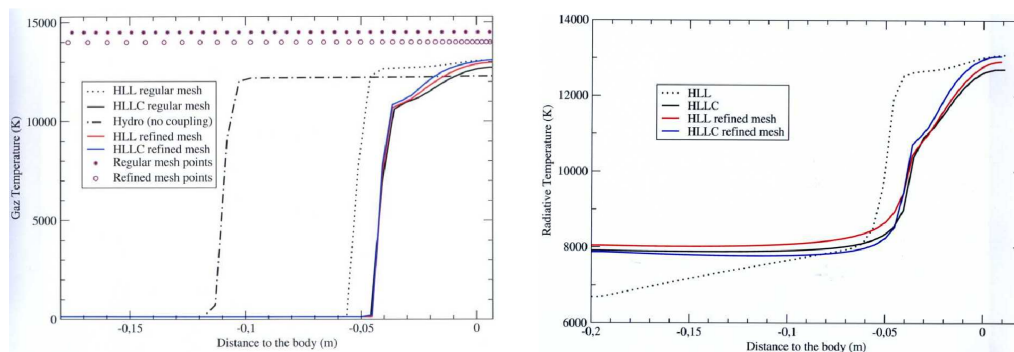 15000
10000
5000
0
Gaz Temperature (K)
HLL regular mesh
HLLC regular mesh
Hydro (no coupling)
HLL refined mesh
HLLC refined mesh
Regular mesh points
Refined mesh points
-0,15
-0,1
-0,05
0
Distance to the body (m)
14000
12000
10000
8000
6000
Radiative Temperature (K)
HLL
HLLC
HLL refined mesh
HLLC refined mesh
-0,2
-0,15
-0,1
-0,05
0
Distance to the body (m)